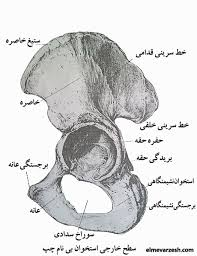 ستیغ خاصره
خط سرینی قدامی
خاصره
خط سرینی خلفی
حفره حقه
بریدگی حقه
برجستگی عانه
استخوان نشیمنگاهی
برجستگی نشیمنگاهی
عانه
سوراخ سدادی
سطح خارجی استخوان بی نام چپ
elmevarzesh.com